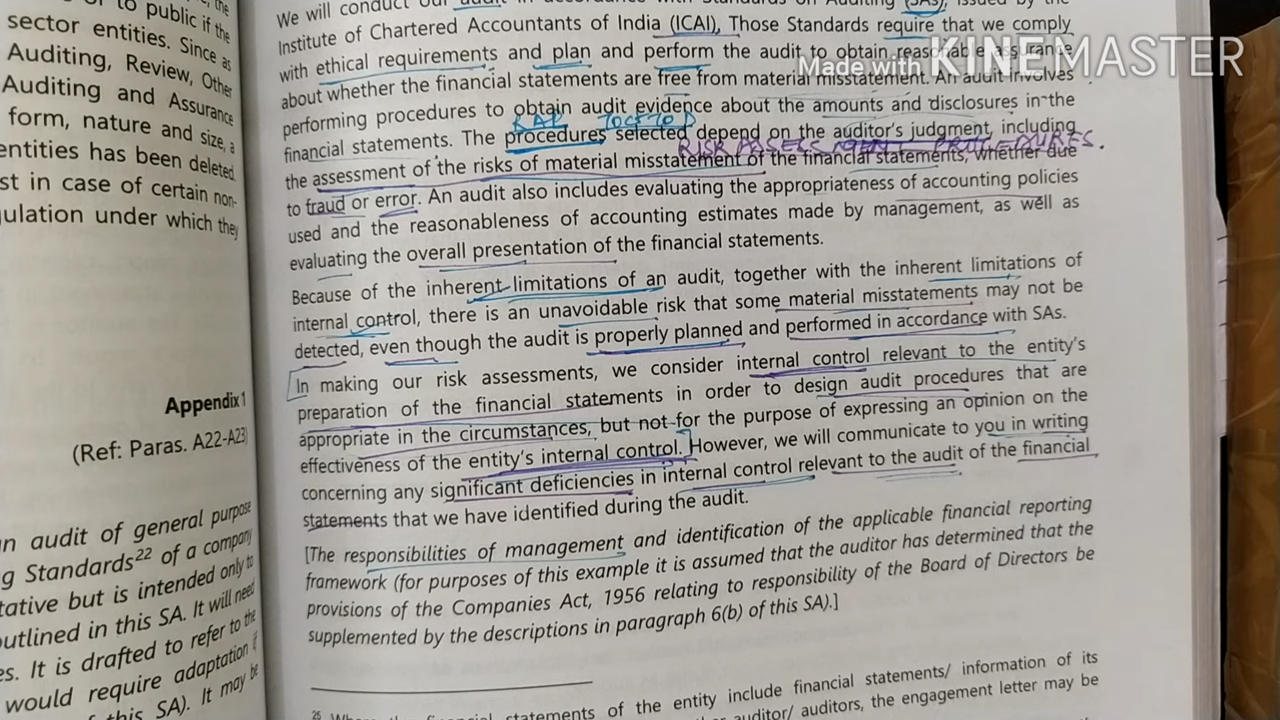 to public if the
sector entities. Since as
Auditing, Review, Other
Auditing and Assurance
form, nature and size, a
entities has been deleted.
st in case of certain non-
gulation under which they
Appendix 1
(Ref: Paras. A22-A23)
an audit of general purpose
g Standards22 of a company
tative but is intended only to
outlined in this SA. It will need
es. It is drafted to refer to the
would require adaptation if
this SA). It may be
We will conduct our audit in accordance with Standards on Auditing (SAs), issued by the
Institute of Chartered Accountants of India (ICAI), Those Standards require that we comply
with ethical requirements and plan and perform the audit to obtain reasonable assurance
about whether the financial statements are free from material misstatement. An audit involves
performing procedures to obtain audit evidence about the amounts and disclosures in the
RAP TOCTOD
financial statements. The procedures selected depend on the auditor's judgment, including
RISK ASSESSMENT PROCEDURES.
the assessment of the risks of material misstatement of the financial statements, whether due
to fraud or error. An audit also includes evaluating the appropriateness of accounting policies
used and the reasonableness of accounting estimates made by management, as well as
evaluating the overall presentation of the financial statements.
Because of the inherent limitations of an audit, together with the inherent limitations of
internal control, there is an unavoidable risk that some material misstatements may not be
detected, even though the audit is properly planned and performed in accordance with SAs.
In making our risk assessments, we consider internal control relevant to the entity's
preparation of the financial statements in order to design audit procedures that are
appropriate in the circumstances, but not for the purpose of expressing an opinion on the
effectiveness of the entity's internal control. However, we will communicate to you in writing
concerning any significant deficiencies in internal control relevant to the audit of the financial
statements that we have identified during the audit.
[The responsibilities of management and identification of the applicable financial reporting
framework (for purposes of this example it is assumed that the auditor has determined that the
provisions of the Companies Act, 1956 relating to responsibility of the Board of Directors be
supplemented by the descriptions in paragraph 6(b) of this SA).]
statements of the entity include financial statements/ information of its
auditor/ auditors, the engagement letter may be
Made with KINEMASTER